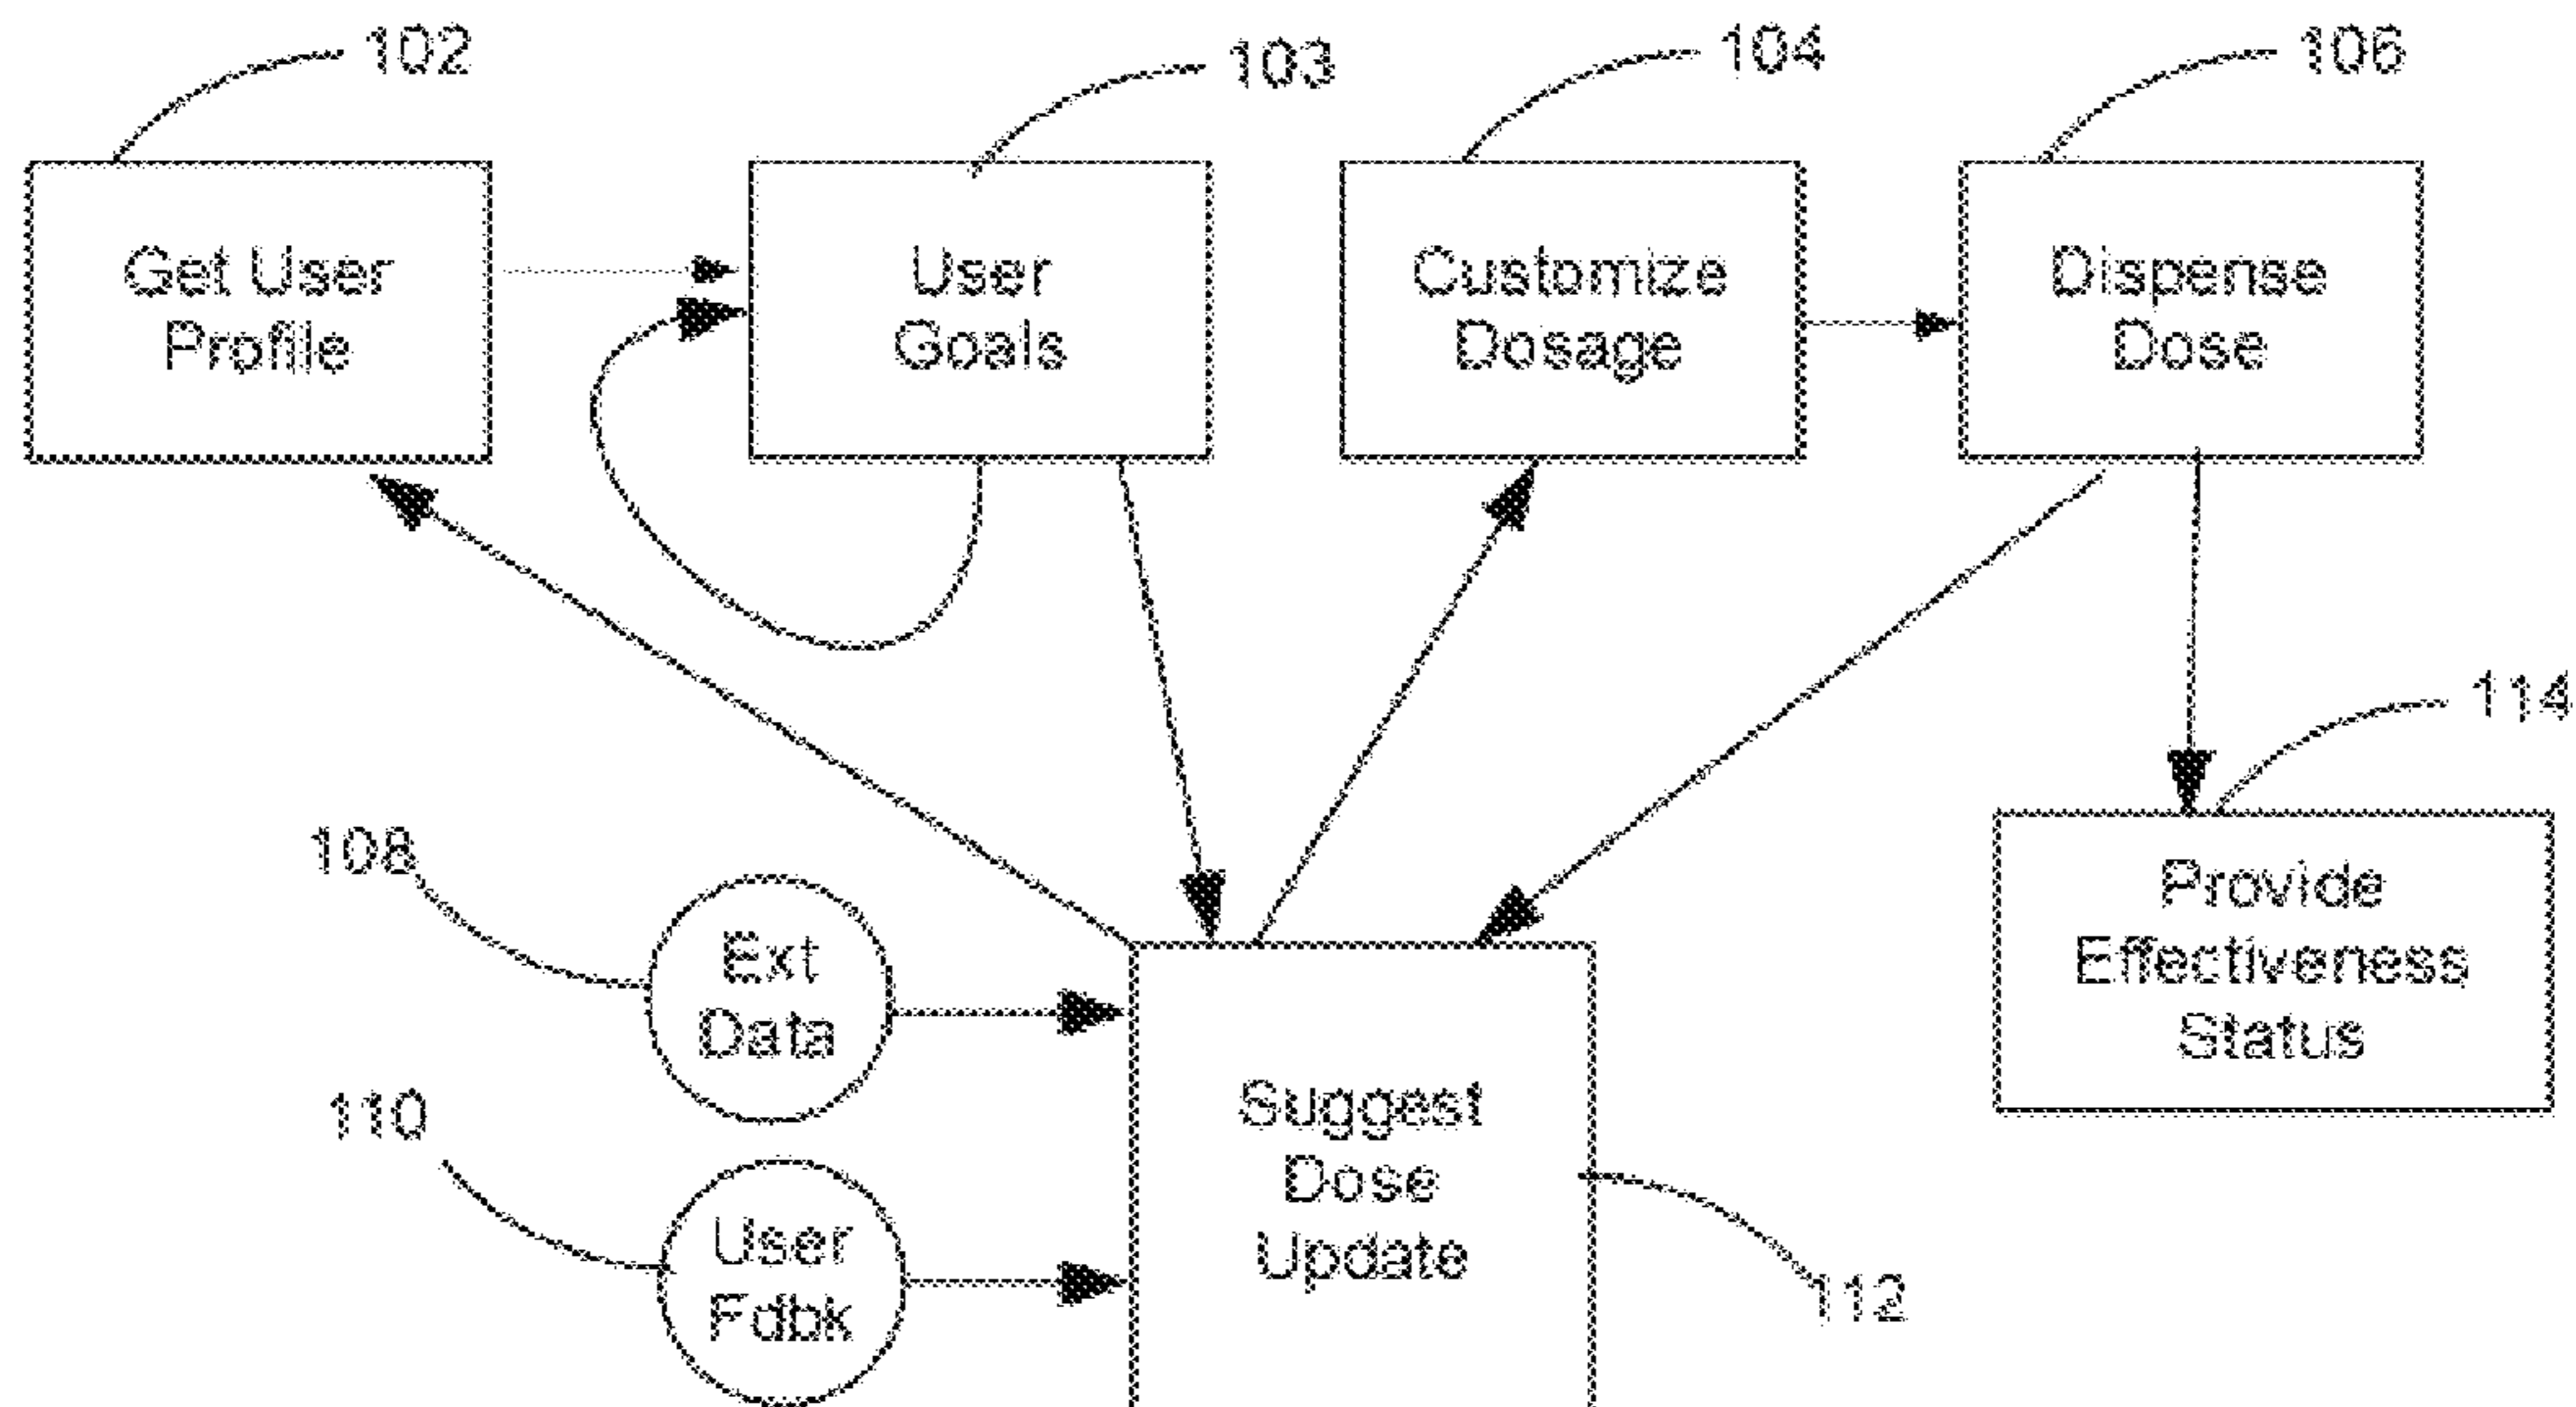 102
103
104
106
Get User
Profile
User
Goals
Customize
Dosage
Dispense
Dose
114
Provide
Effectiveness
Status
108
Ext
Data
110
User
Fdbk
Suggest
Dose
Update
112